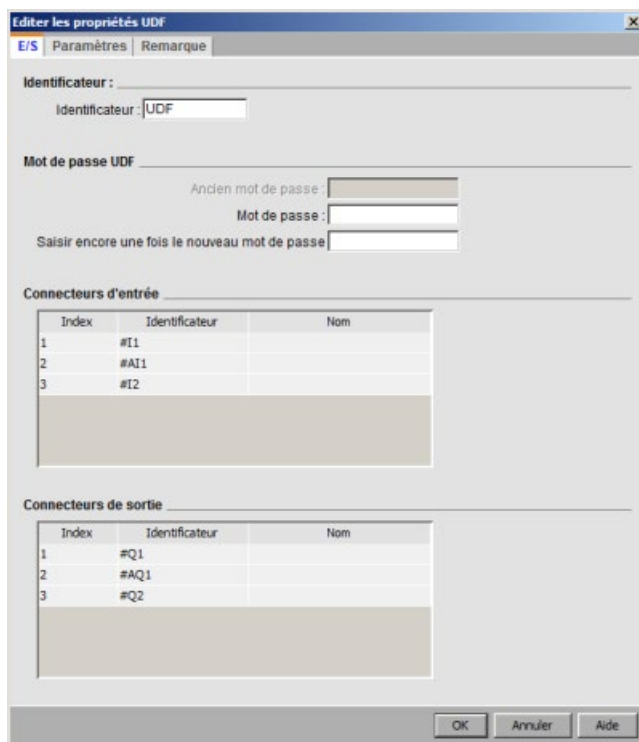 Editer les propriétés UDF
E/S Paramètres Remarque
Identificateur :
Identificateur : UDF
Mot de passe UDF
Ancien mot de passe :
Mot de passe :
Saisir encore une fois le nouveau mot de passe
Connecteurs d'entrée
Index Identificateur Nom
1 #I1
2 #AI1
3 #I2
Connecteurs de sortie
Index Identificateur Nom
1 #Q1
2 #AQ1
3 #Q2
OK Annuler Aide